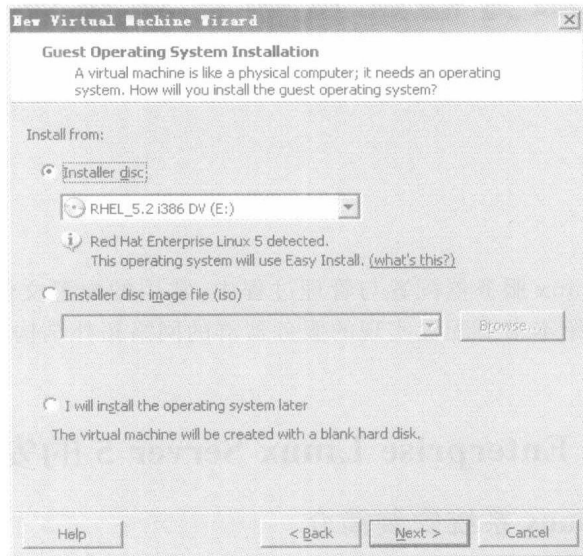 New Virtual Machine Wizard
Guest Operating System Installation
A virtual machine is like a physical computer; it needs an operating
system. How will you install the guest operating system?
Install from:
Installer disc:
RHEL_5.2 i386 DV (E:)
Red Hat Enterprise Linux 5 detected.
This operating system will use Easy Install. (what's this?)
Installer disc image file (iso)
Browse...
I will install the operating system later
The virtual machine will be created with a blank hard disk.
Help
< Back
Next >
Cancel